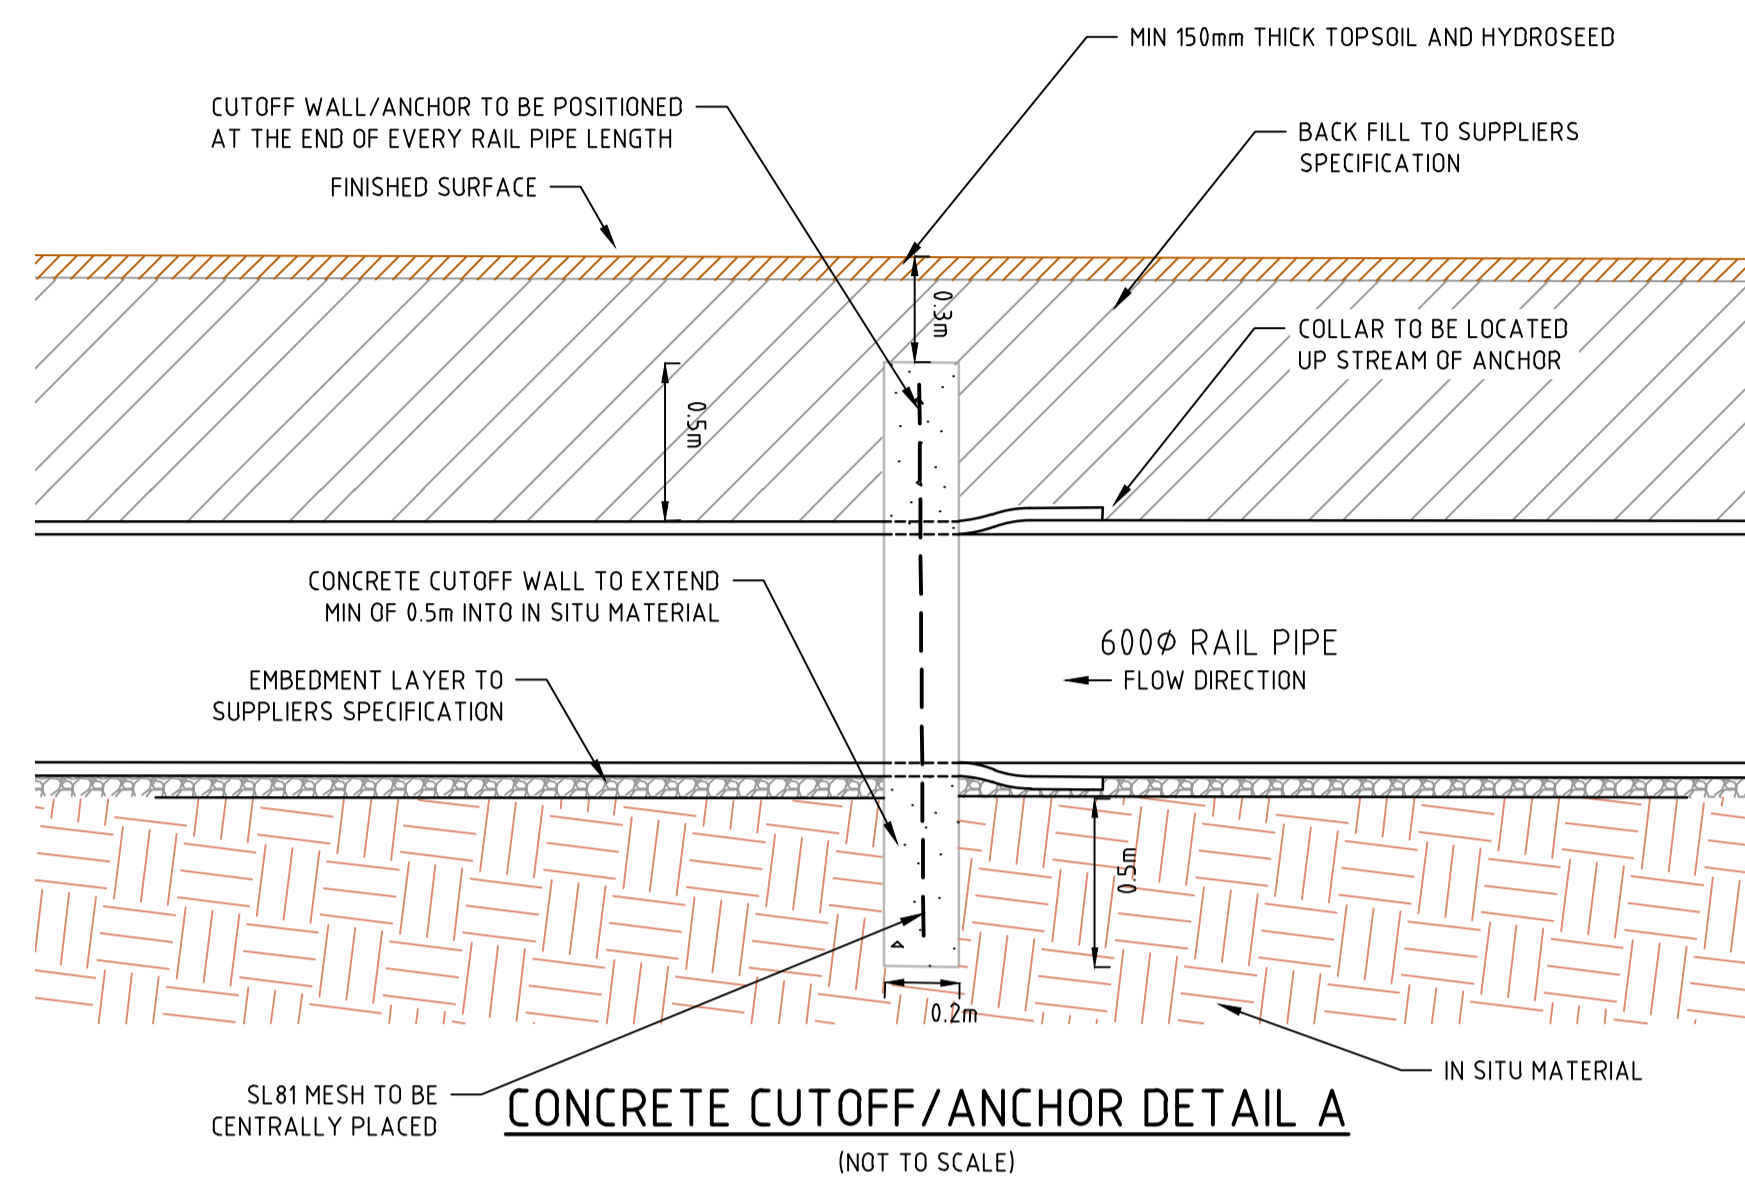 MIN 150mm THICK TOPSOIL AND HYDROSEED
CUTOFF WALL/ANCHOR TO BE POSITIONED
AT THE END OF EVERY RAIL PIPE LENGTH
BACK FILL TO SUPPLIERS
SPECIFICATION
FINISHED SURFACE
0.3m
COLLAR TO BE LOCATED
UP STREAM OF ANCHOR
0.5m
CONCRETE CUTOFF WALL TO EXTEND
MIN OF 0.5m INTO IN SITU MATERIAL
600Ø RAIL PIPE
FLOW DIRECTION
EMBEDMENT LAYER TO
SUPPLIERS SPECIFICATION
0.5m
0.2m
IN SITU MATERIAL
SL81 MESH TO BE
CENTRALLY PLACED
CONCRETE CUTOFF/ANCHOR DETAIL A
(NOT TO SCALE)